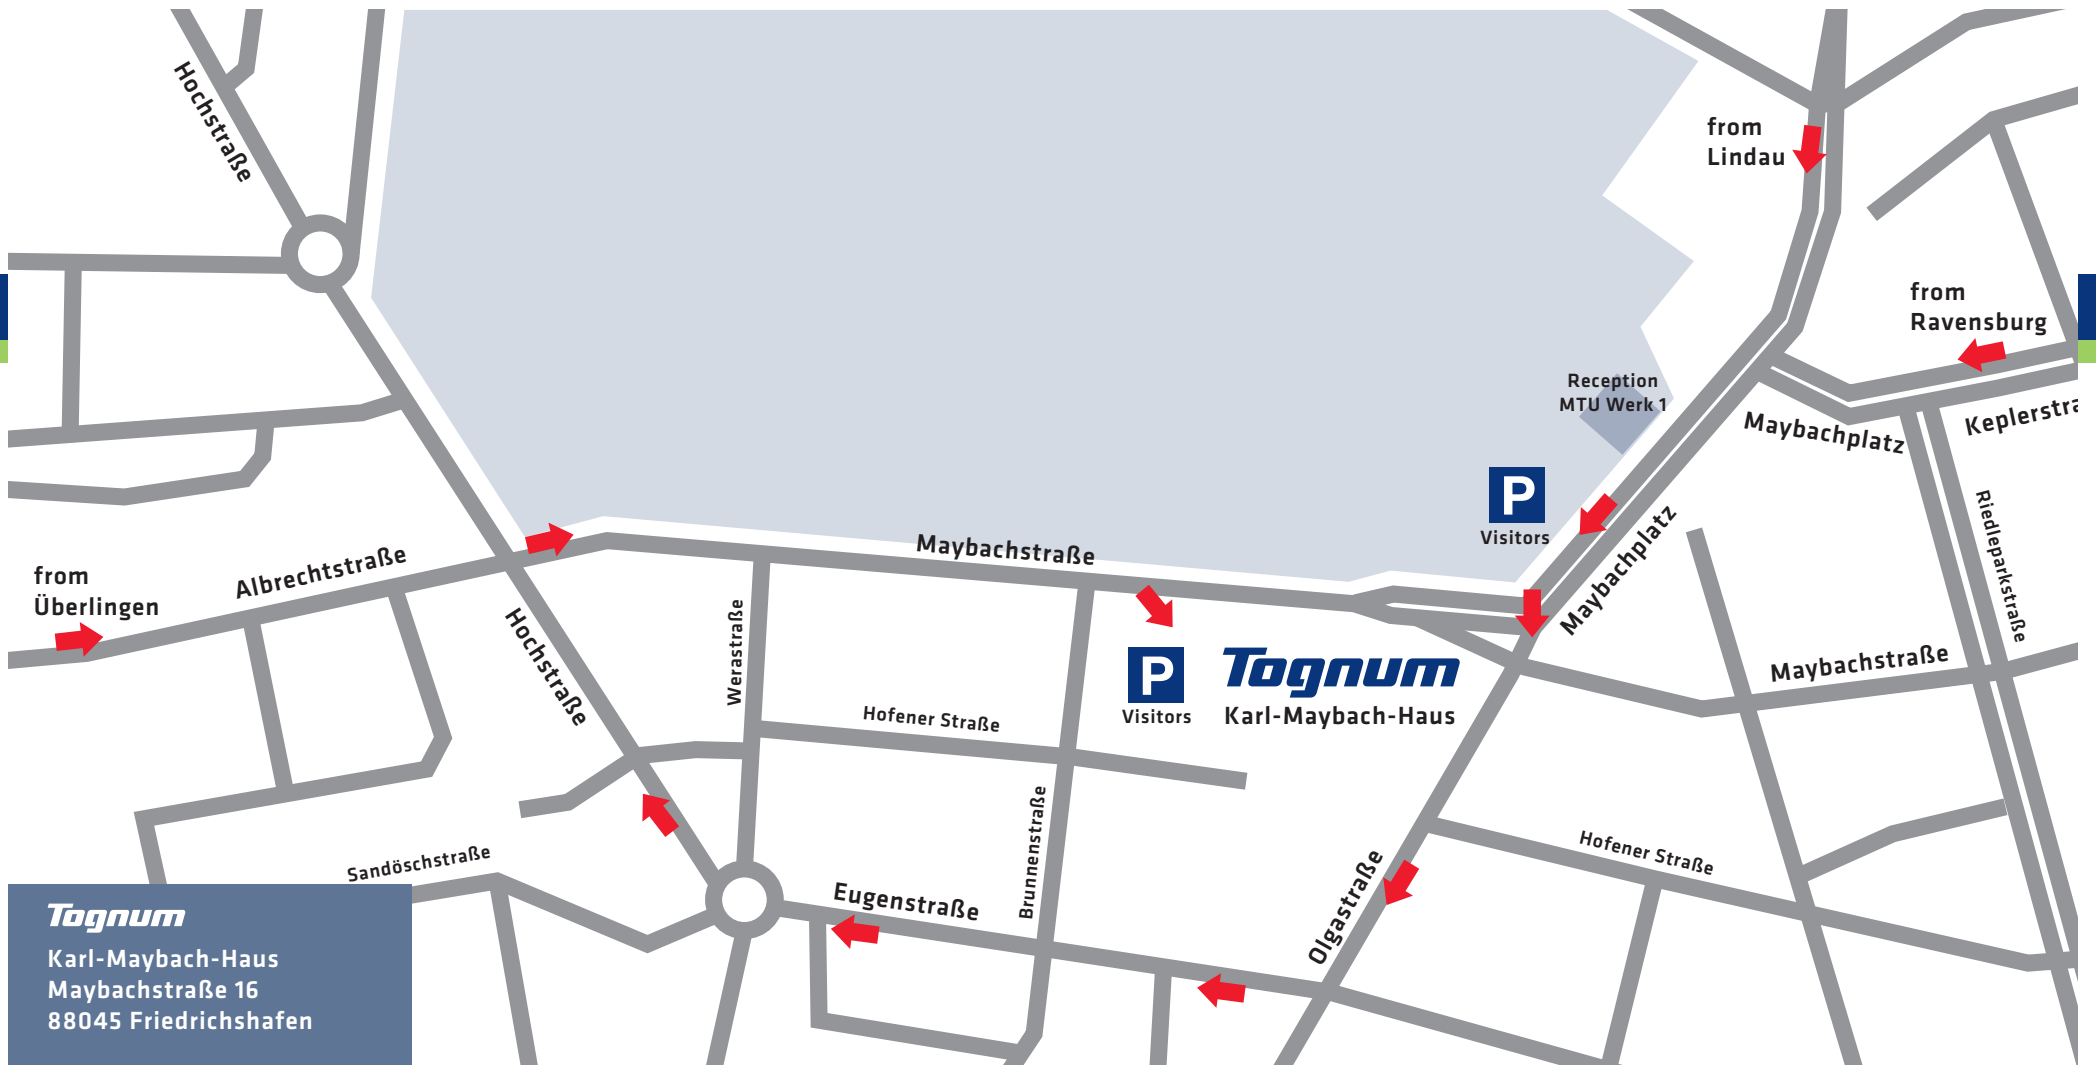 Hochstraße
from
Lindau
from
Ravensburg
Reception
MTU Werk 1
Maybachplatz
Keplerstra
P
Visitors
Maybachplatz
Riedleparkstraße
Maybachstraße
Albrechtstraße
from
Überlingen
Hochstraße
Werastraße
P
Visitors
Tognum
Karl-Maybach-Haus
Maybachstraße
Hofener Straße
Brunnenstraße
Hofener Straße
Sandöschstraße
Eugenstraße
Olgastraße
Tognum
Karl-Maybach-Haus
Maybachstraße 16
88045 Friedrichshafen